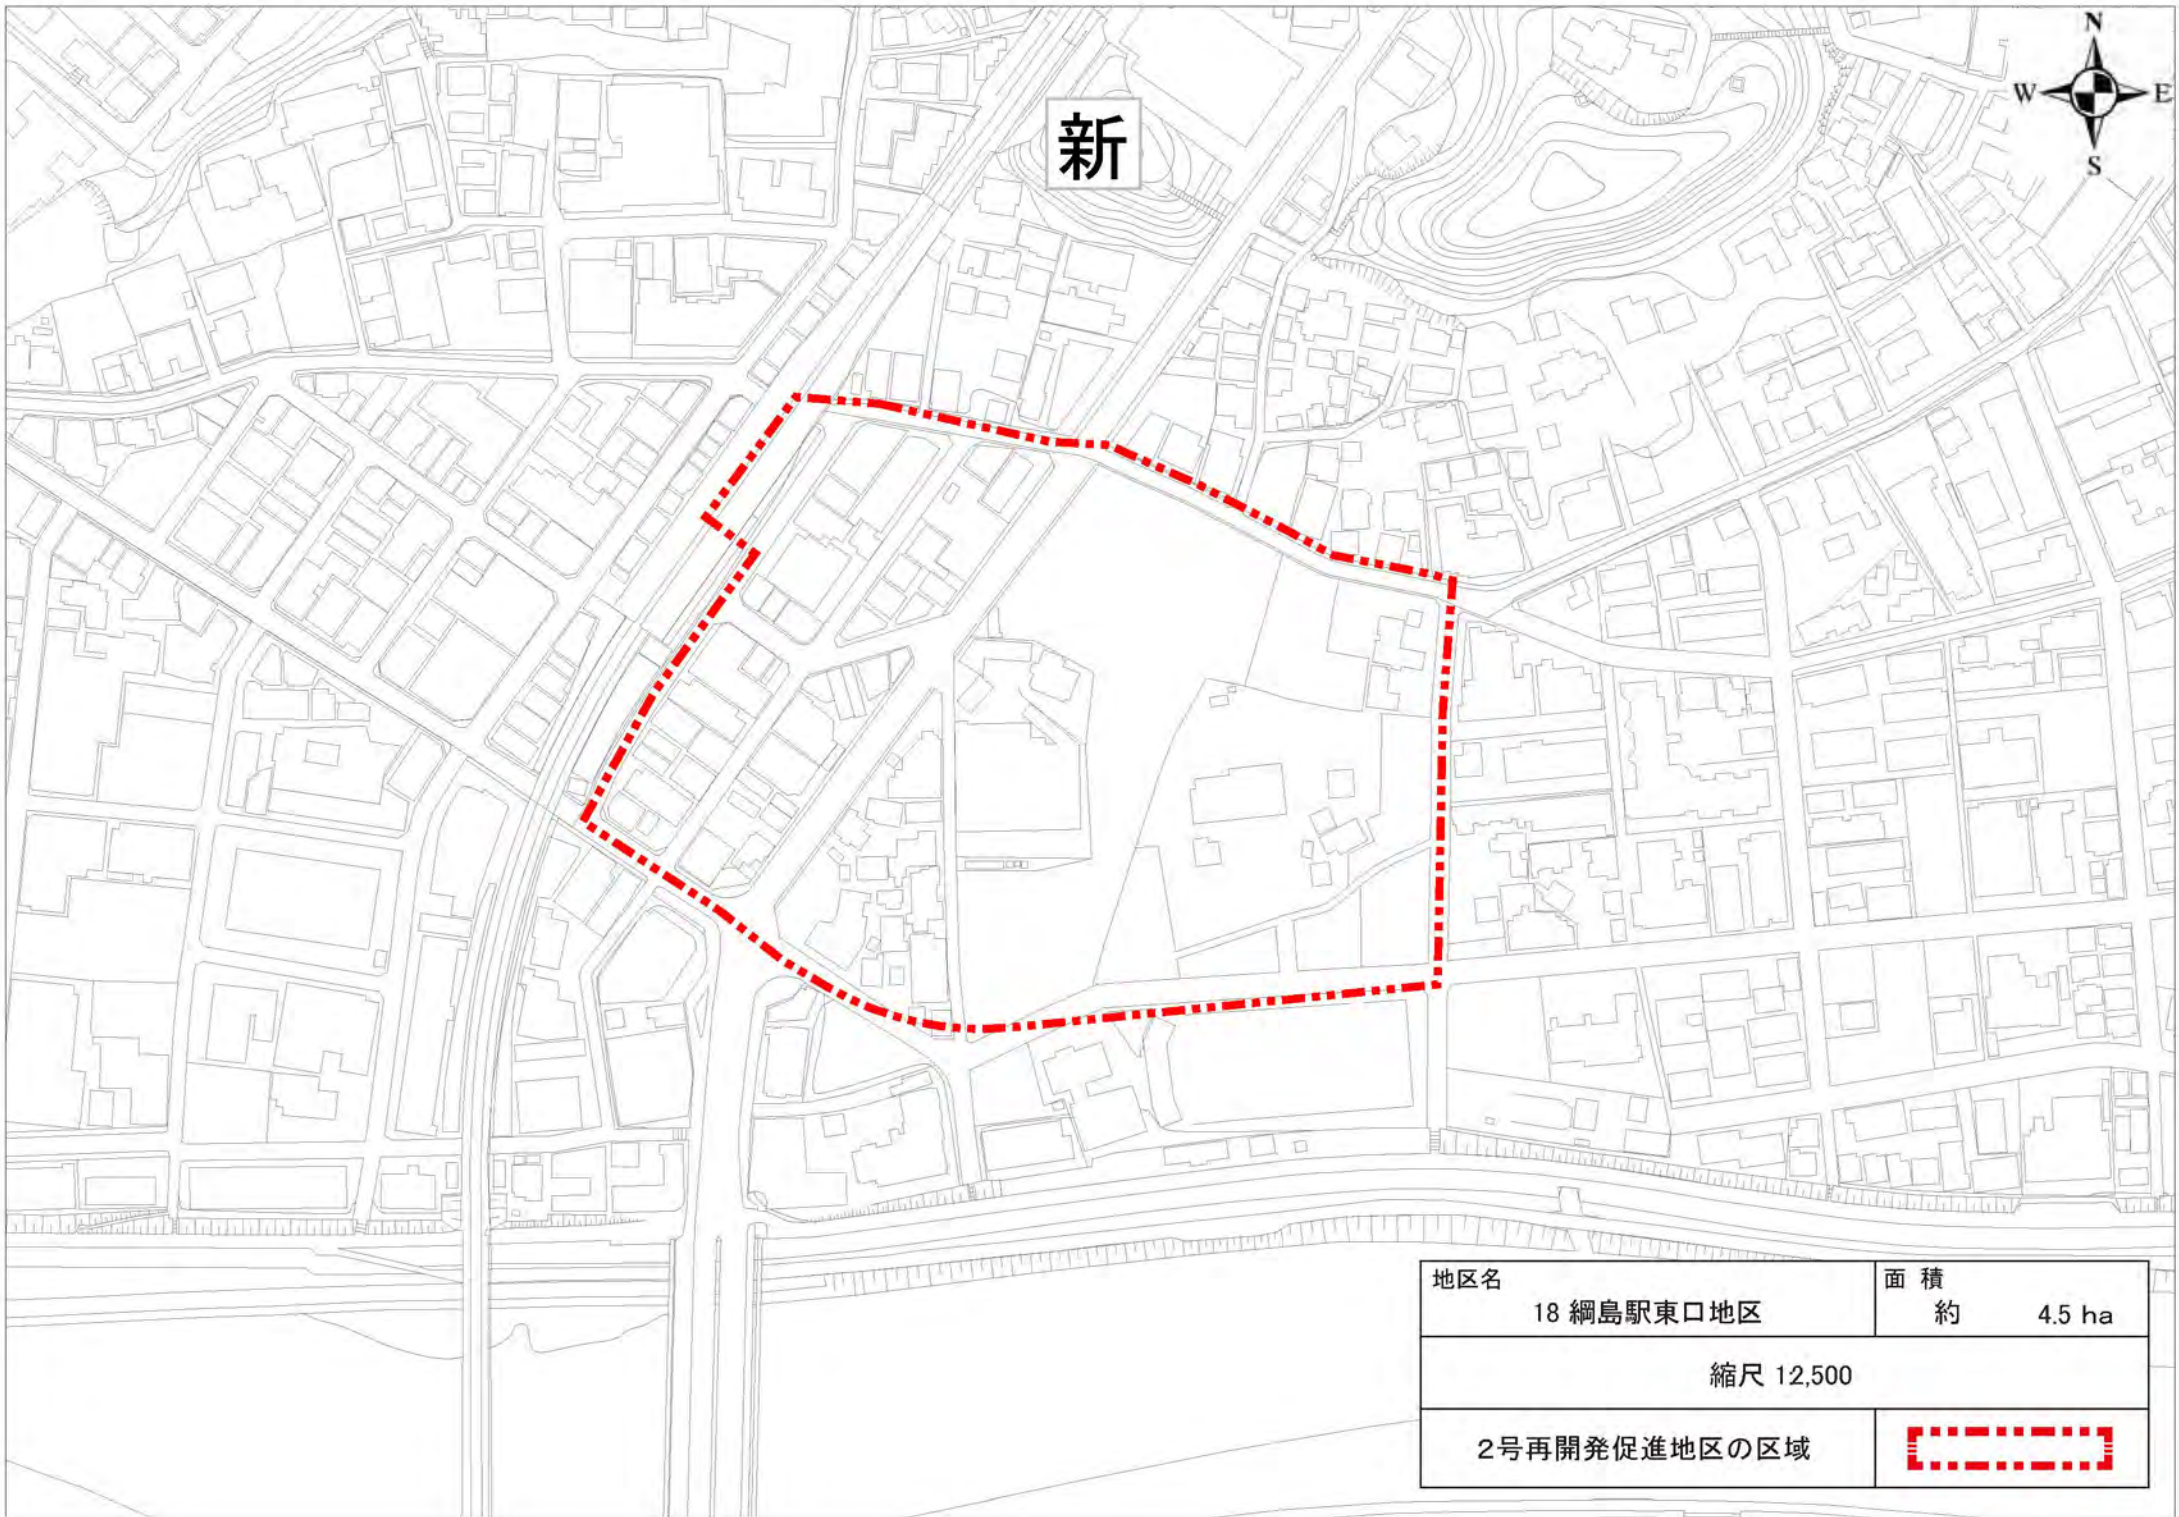 N
W E
S
新
地区名
18 綱島駅東口地区
面 積
約 4.5 ha
縮尺 12,500
2号再開発促進地区の区域